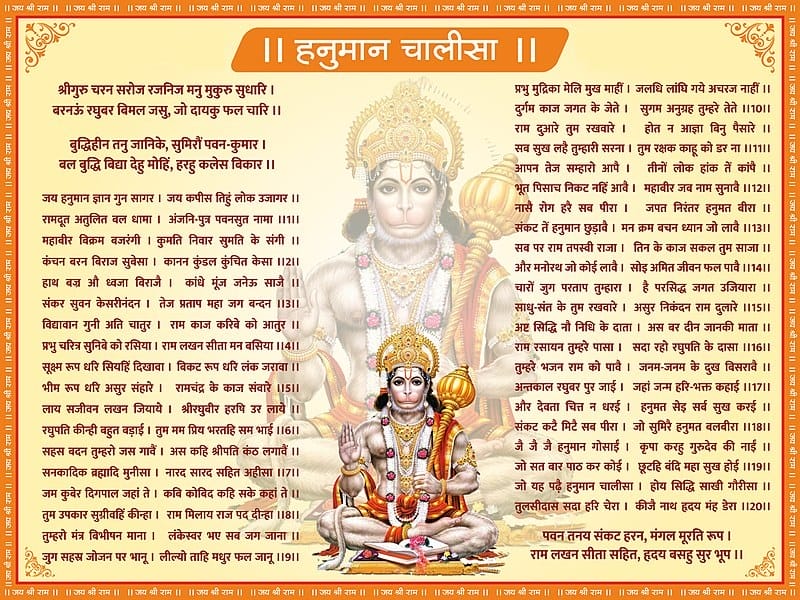 ।। जय श्री राम ।।
।। हनुमान चालीसा ।।
श्रीगुरु चरन सरोज रजनिज मनु मुकुरु सुधारि ।
बरनऊं रघुबर विमल जसु, जो दायकु फल चारि ।।
बुद्धिहीन तनु जानिके, सुमिरौं पवन-कुमार ।
बल बुद्धि बिद्या देहु मोहिं, हरहु कलेस विकार ।।
जय हनुमान ज्ञान गुन सागर । जय कपीस तिहुं लोक उजागर ।।
रामदूत अतुलित बल धामा । अंजनि-पुत्र पवनसुत नामा ।।1।।
महाबीर विक्रम बजरंगी । कुमति निवार सुमति के संगी ।।
कंचन बरन बिराज सुबेसा । कानन कुंडल कुंचित केसा ।।2।।
हाथ बज्र औ ध्वजा विराजै । कांधे मूंज जनेऊ साजै ।।
संकर सुवन केसरीनंदन । तेज प्रताप महा जग बन्दन ।।3।।
विद्यावान गुनी अति चातुर । राम काज करिवे को आतुर ।।
प्रभु चरित्र सुनिबे को रसिया । राम लखन सीता मन बसिया ।।4।।
सूक्ष्म रूप धरि सियहिं दिखावा । विकट रूप धरि लंक जरावा ।।
भीम रूप धरि असुर संहारे । रामचंद्र के काज संवारे ।।5।।
लाय सजीवन लखन जियाये । श्रीरघुवीर हरषि उर लाये ।।
रघुपति कीन्ही बहुत बड़ाई । तुम मम प्रिय भरतहि सम भाई ।।6।।
सहस वदन तुम्हरो जस गावैं । अस कहि श्रीपति कंठ लगावैं ।।
सनकादिक ब्रह्मादि मुनीसा । नारद सारद सहित अहीसा ।।7।।
जम कुबेर दिगपाल जहां ते । कवि कोबिद कहि सके कहां ते ।।
तुम उपकार सुग्रीवहिं कीन्हा । राम मिलाय राज पद दीन्हा ।।8।।
तुम्हरो मंत्र विभीषन माना । लंकेस्वर भए सब जग जाना ।।
जुग सहस्र जोजन पर भानू । लील्यो ताहि मधुर फल जानू ।।9।।
प्रभु मुद्रिका मेलि मुख माहीं । जलधि लांघि गये अचरज नाहीं ।।
दुर्गम काज जगत के जेते । सुगम अनुग्रह तुम्हरे तेते ।।10।।
राम दुआरे तुम रखवारे । होत न आज्ञा बिनु पैसारे ।।
सब सुख लहै तुम्हारी सरना । तुम रक्षक काहू को डर ना ।।11।।
आपन तेज सम्हारो आपै । तीनों लोक हांक तें कांपै ।।
भूत पिसाच निकट नहिं आवै । महावीर जब नाम सुनावै ।।12।।
नासै रोग हरै सब पीरा । जपत निरंतर हनुमत वीरा ।।
संकट तें हनुमान छुड़ावै । मन क्रम बचन ध्यान जो लावै ।।13।।
सब पर राम तपस्वी राजा । तिन के काज सकल तुम साजा ।।
और मनोरथ जो कोई लावै । सोइ अमित जीवन फल पावै ।।14।।
चारों जुग परताप तुम्हारा । है परसिद्ध जगत उजियारा ।।
साधु-संत के तुम रखवारे । असुर निकंदन राम दुलारे ।।15।।
अष्ट सिद्धि नौ निधि के दाता । अस वर दीन जानकी माता ।।
राम रसायन तुम्हरे पासा । सदा रहो रघुपति के दासा ।।16।।
तुम्हरे भजन राम को पावै । जनम-जनम के दुख बिसरावै ।।
अन्तकाल रघुबर पुर जाई । जहां जन्म हरि-भक्त कहाई ।।17।।
और देवता चित्त न धरई । हनुमत सेइ सर्व सुख करई ।।
संकट कटै मिटै सब पीरा । जो सुमिरै हनुमत बलवीरा ।।18।।
जै जै जै हनुमान गोसाई । कृपा करहु गुरुदेव की नाई ।।
जो सत बार पाठ कर कोई । छूटहि वंदि महा सुख होई ।।19।।
जो यह पढ़ै हनुमान चालीसा । होय सिद्धि साखी गौरीसा ।।
तुलसीदास सदा हरि चेरा । कीजै नाथ हृदय मंह डेरा ।।20।।
पवन तनय संकट हरन, मंगल मूरति रूप ।
राम लखन सीता सहित, हृदय बसहु सुर भूप ।।